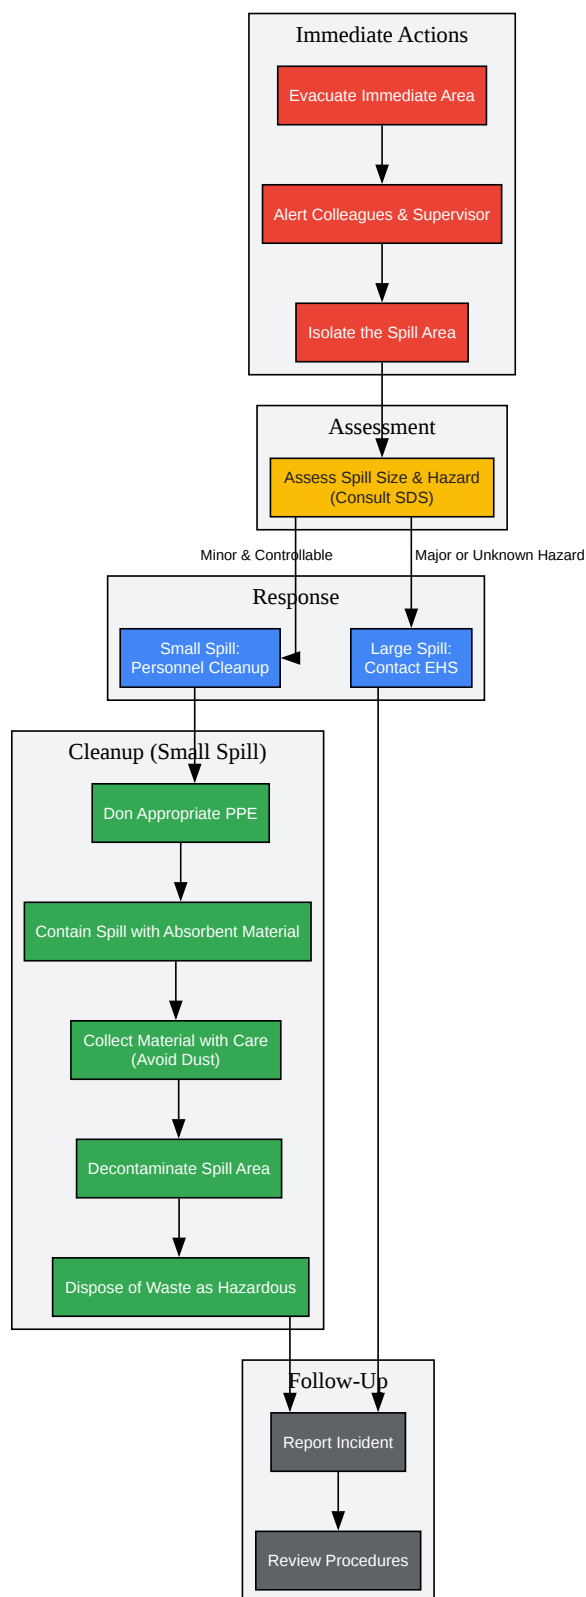 Immediate Actions
Evacuate Immediate Area
Alert Colleagues & Supervisor
Isolate the Spill Area
Assessment
Assess Spill Size & Hazard
(Consult SDS)
Minor & Controllable
Major or Unknown Hazard
Response
Small Spill:
Personnel Cleanup
Large Spill:
Contact EHS
Cleanup (Small Spill)
Don Appropriate PPE
Contain Spill with Absorbent Material
Collect Material with Care
(Avoid Dust)
Decontaminate Spill Area
Dispose of Waste as Hazardous
Follow-Up
Report Incident
Review Procedures